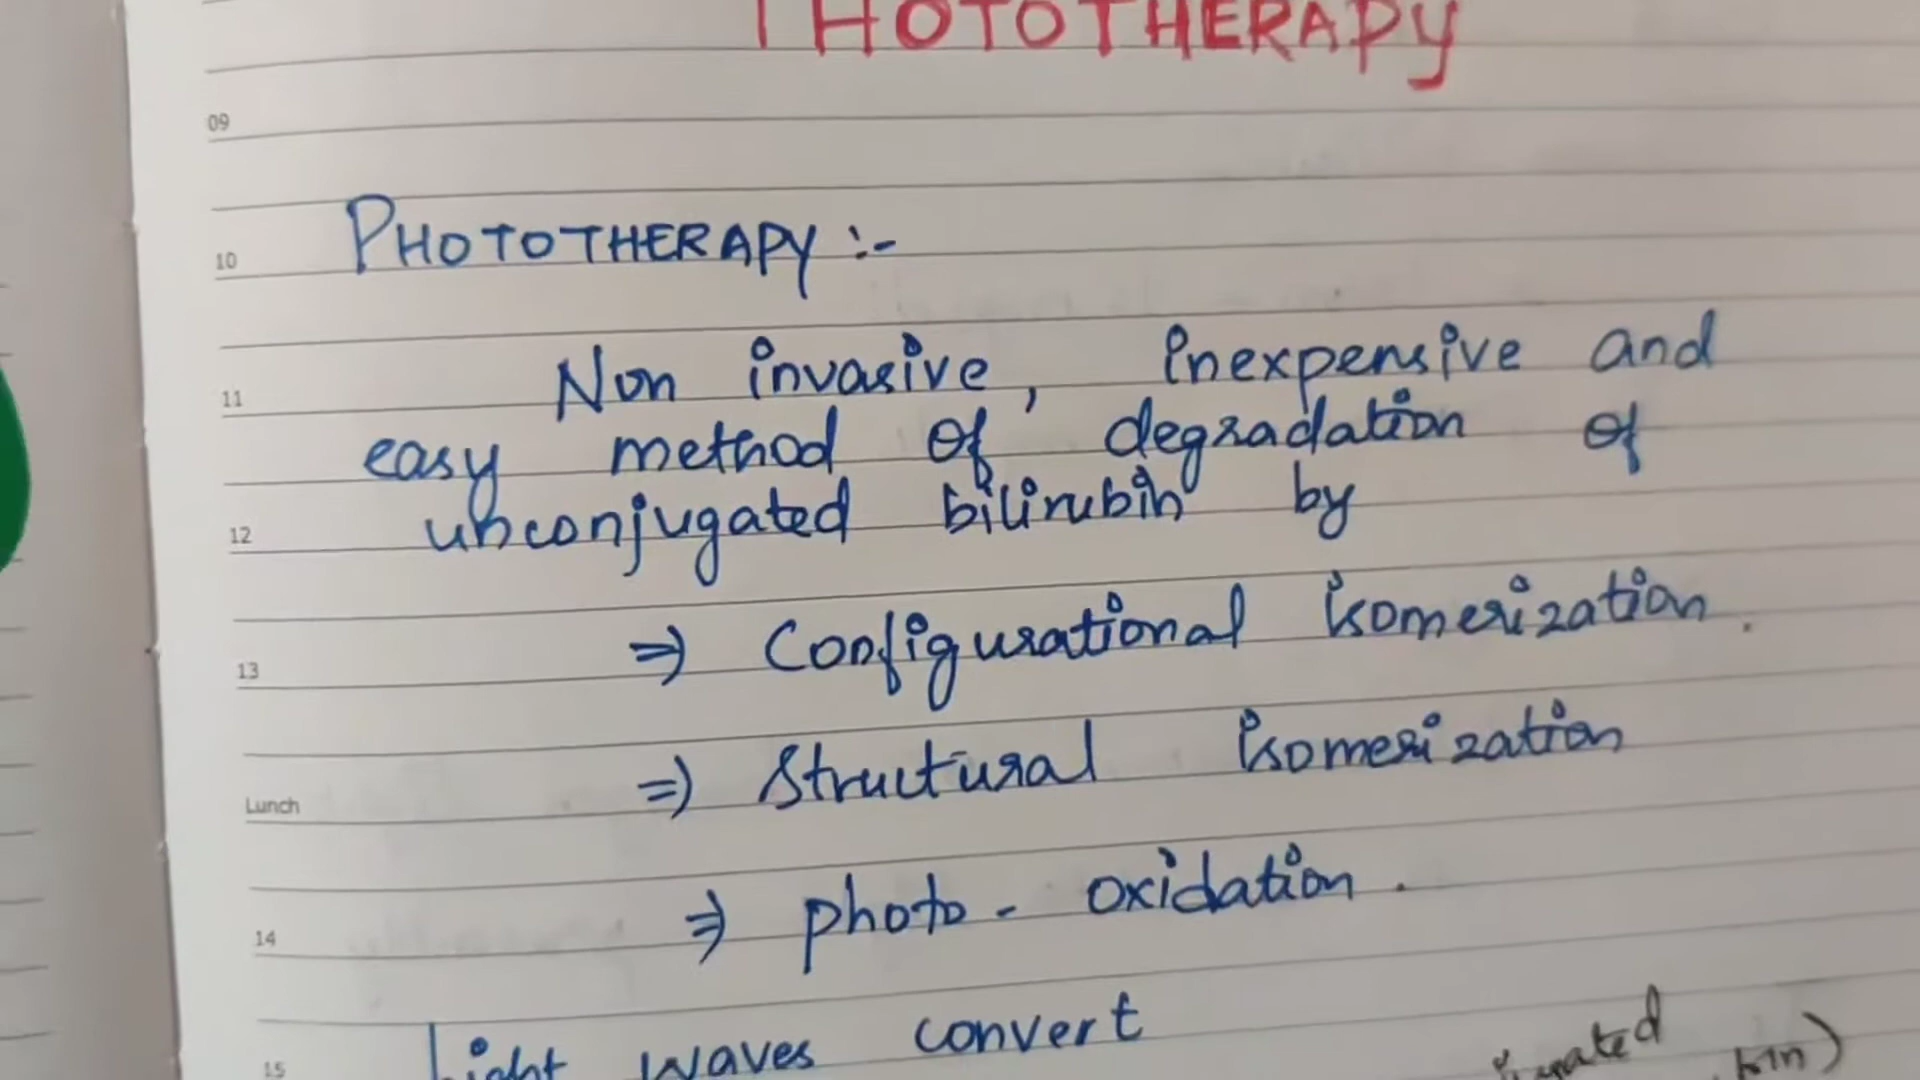 PHOTOTHERAPY
09
10 PHOTOTHERAPY :-
11 Non invasive, inexpensive and
easy method of degradation of
12 unconjugated bilirubin by
13 ⇒ Configurational isomerization.
Lunch ⇒ Structural isomerization
14 ⇒ photo - oxidation.
15 Light waves convert